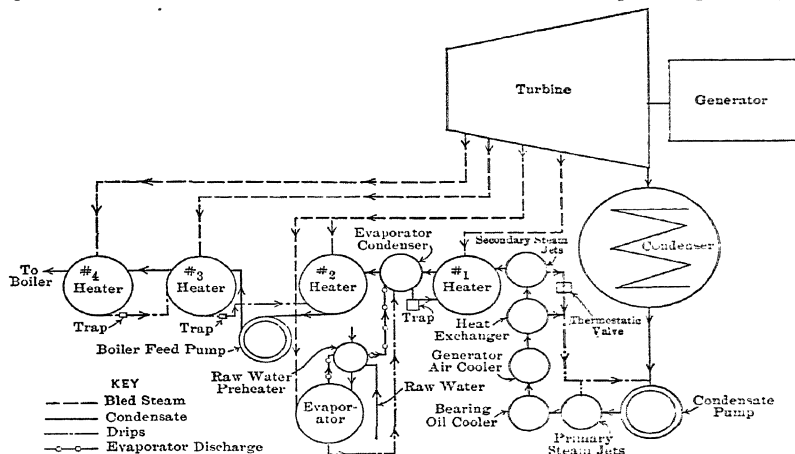 Turbine
Generator
Condenser
Evaporator
Condenser
Secondary Steam
Jets
To
Boiler
#4
Heater
#3
Heater
#2
Heater
#1
Heater
Trap
Trap
Trap
Heat
Exchanger
Thermostatic
Valve
Boiler Feed Pump
Raw Water
Preheater
Generator
Air Cooler
Raw Water
Evapor-
ator
Bearing
Oil Cooler
Condensate
Pump
Primary
Steam Jets
KEY
Bled Steam
Condensate
Drips
Evaporator Discharge